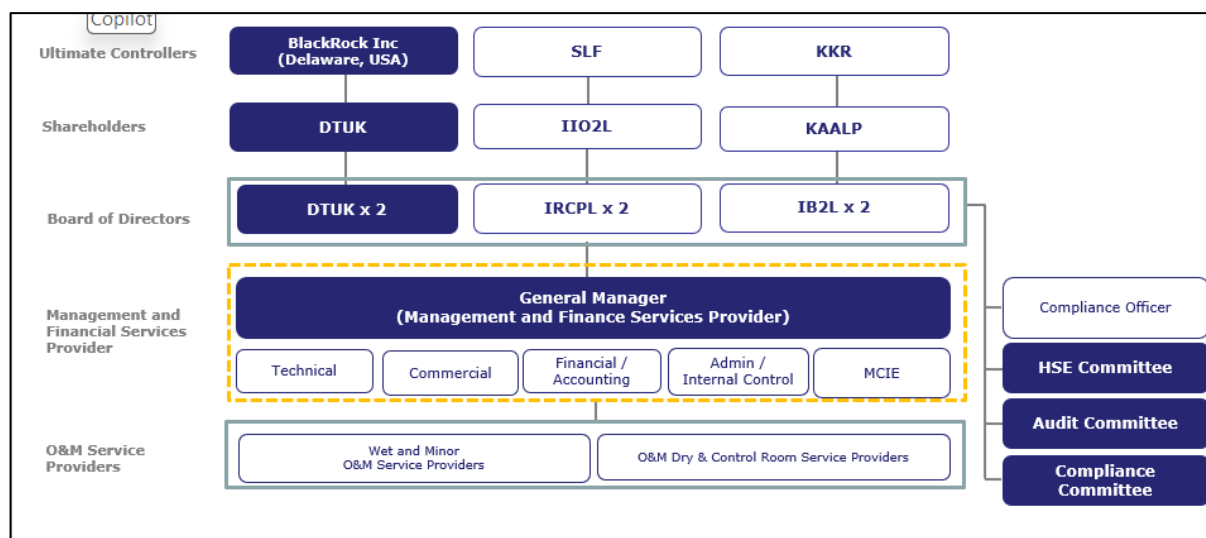 Copilot
Ultimate Controllers
BlackRock Inc
(Delaware, USA)
SLF
KKR
Shareholders
DTUK
IIO2L
KAALP
Board of Directors
DTUK x 2
IRCPL x 2
IB2L x 2
Management and
Financial Services
Provider
General Manager
(Management and Finance Services Provider)
Technical
Commercial
Financial /
Accounting
Admin /
Internal Control
MCIE
Compliance Officer
HSE Committee
Audit Committee
Compliance
Committee
O&M Service
Providers
Wet and Minor
O&M Service Providers
O&M Dry & Control Room Service Providers